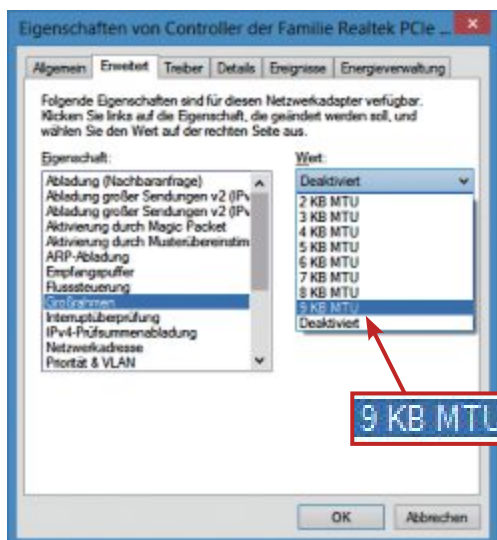 Eigenschaften von Controller der Familie Realtek PCIe ...
Allgemein Erweitert Treiber Details Ereignisse Energieverwaltung
Folgende Eigenschaften sind für diesen Netzwerkadapter verfügbar.
Klicken Sie links auf die Eigenschaft, die geändert werden soll, und
wählen Sie den Wert auf der rechten Seite aus.
Eigenschaft:
Abladung (Nachbaranfrage)
Abladung großer Sendungen v2 (IPv
Abladung großer Sendungen v2 (IPv
Aktivierung durch Magic Packet
Aktivierung durch Musterübereinstim
ARP-Abladung
Empfangspuffer
Flusssteuerung
Großrahmen
Interruptüberprüfung
IPv4-Prüfsummenabladung
Netzwerkadresse
Priorität & VLAN
Wert:
Deaktiviert
2 KB MTU
3 KB MTU
4 KB MTU
5 KB MTU
6 KB MTU
7 KB MTU
8 KB MTU
9 KB MTU
Deaktiviert
9 KB MTU
OK Abbrechen